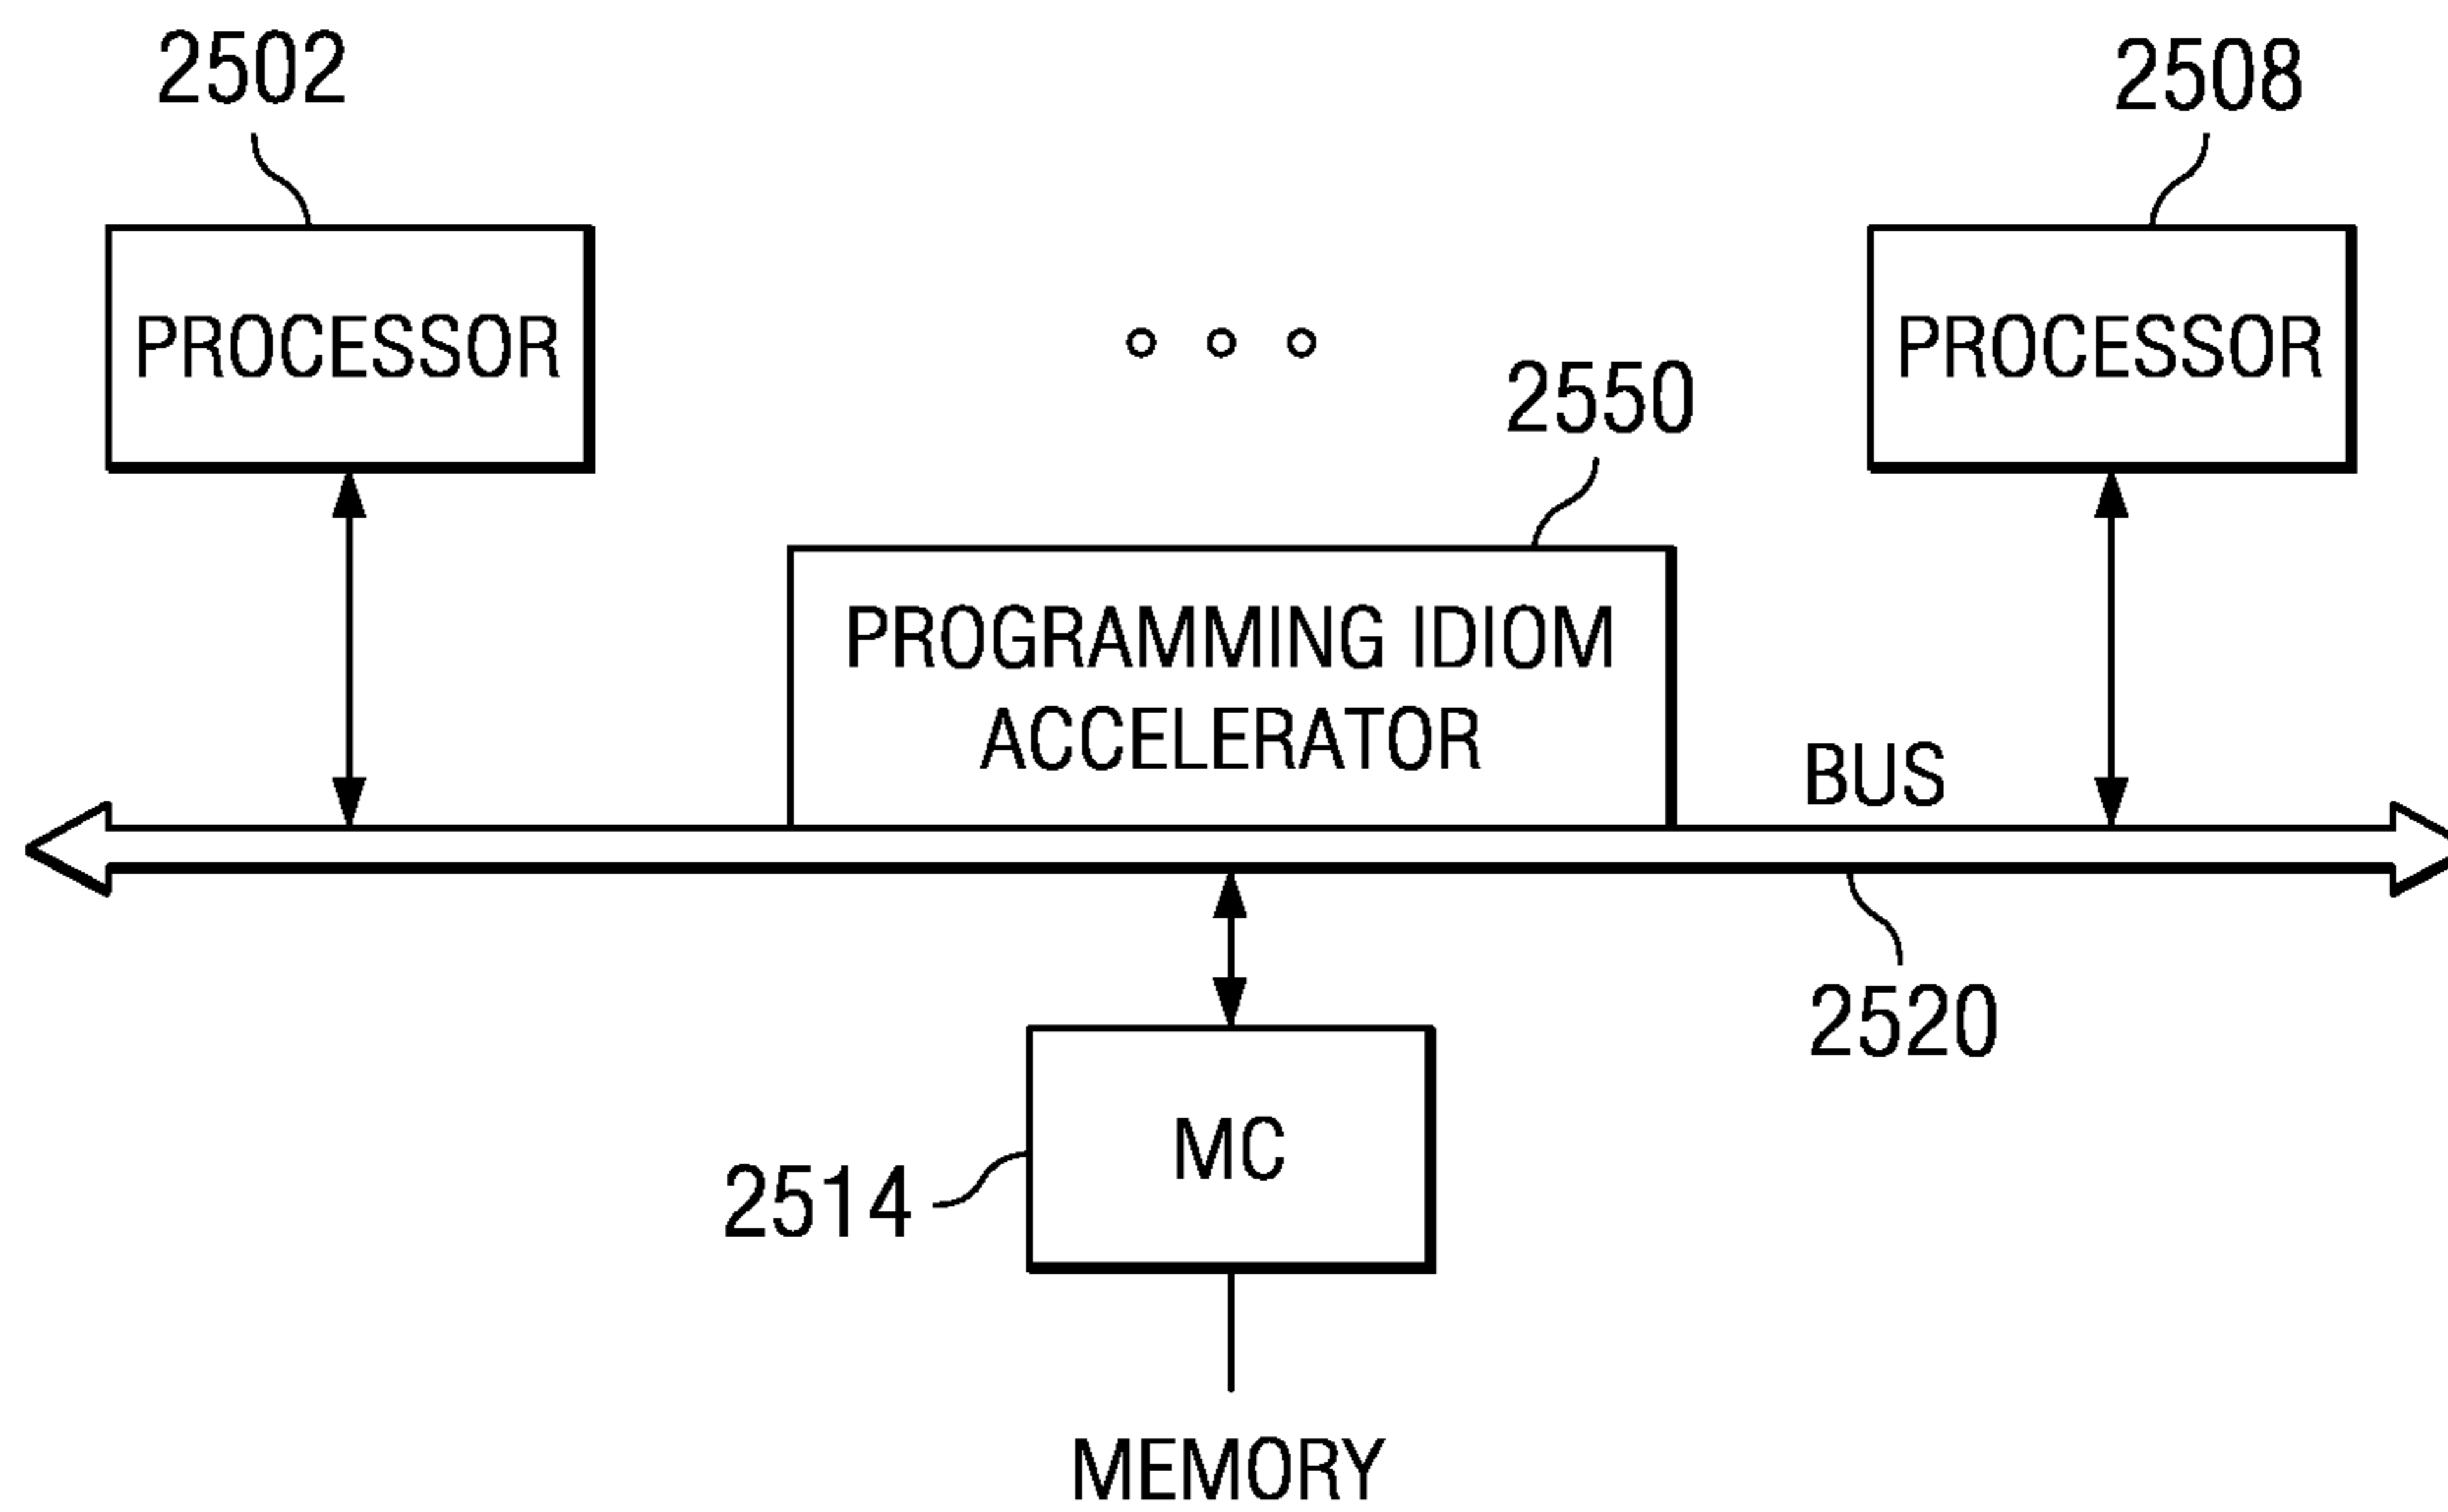 2502
2508
PROCESSOR
PROCESSOR
2550
PROGRAMMING IDIOM
ACCELERATOR
BUS
2520
MC
2514
MEMORY